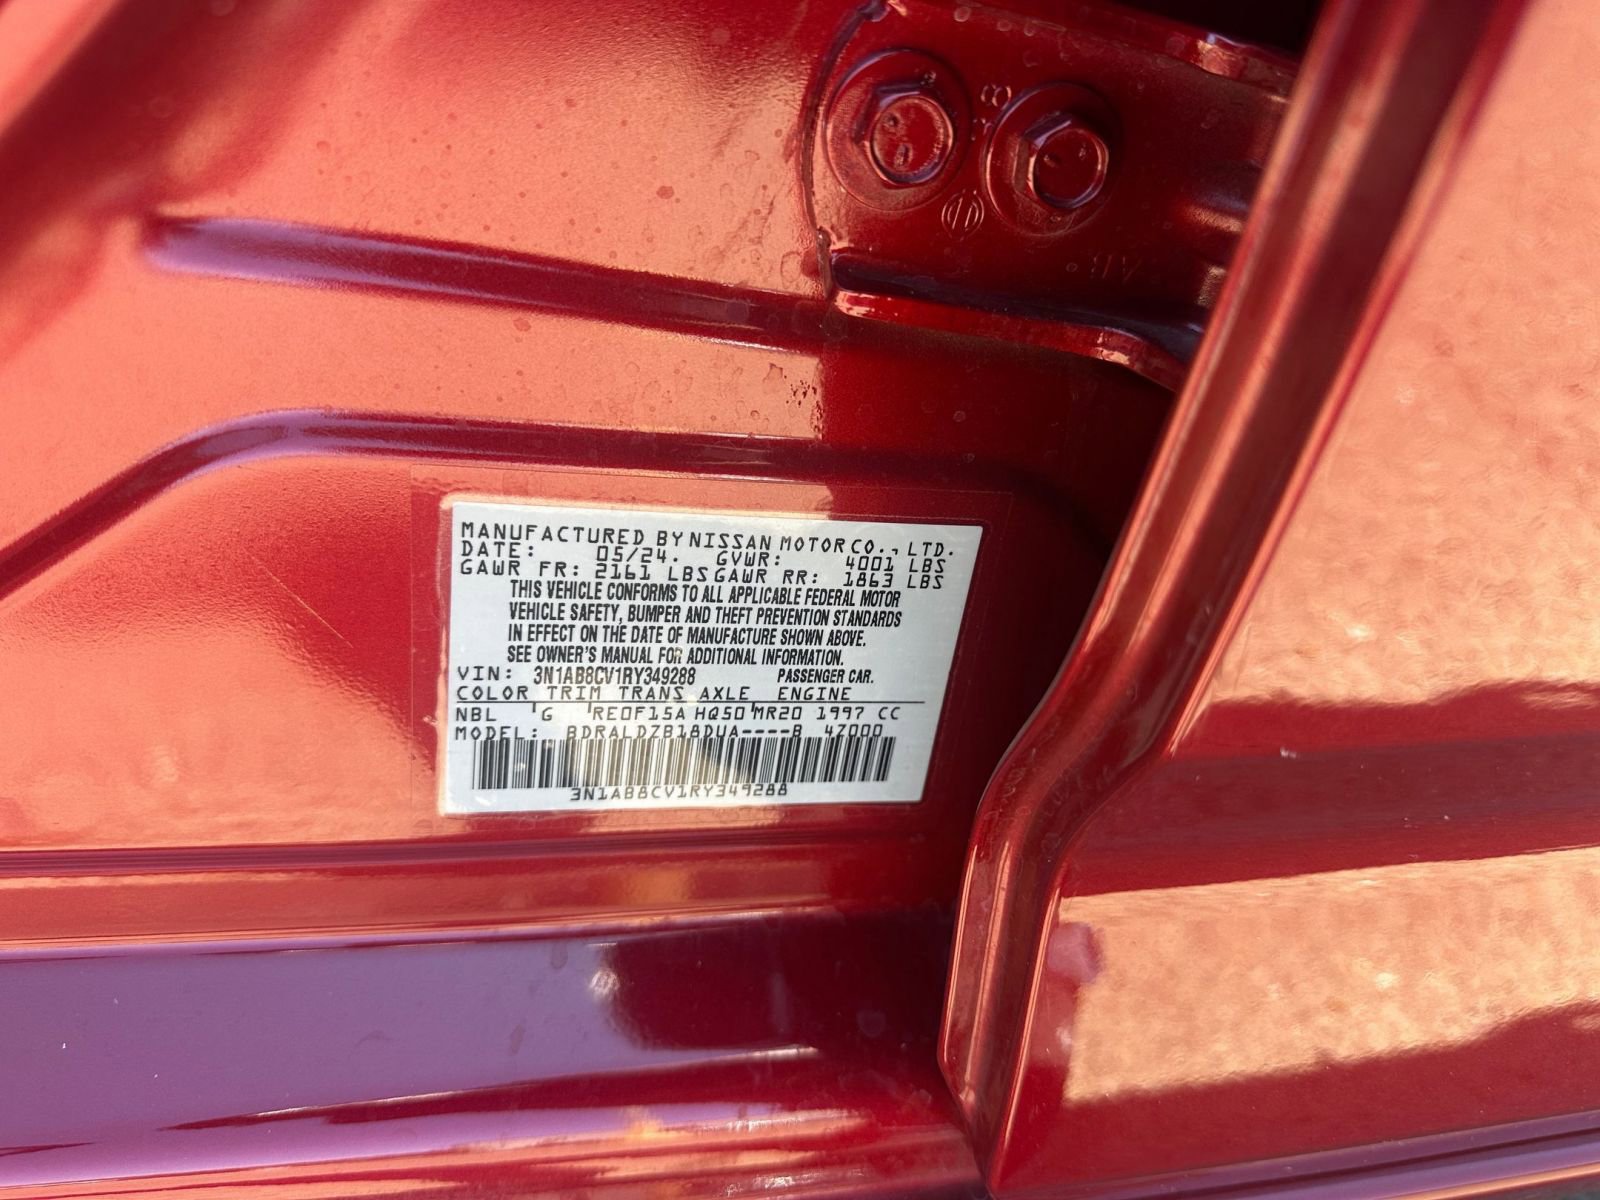 MANUFACTURED BY NISSAN MOTOR CO., LTD.
DATE: 05/24. GVWR: 4001 LBS
GAWR FR: 2161 LBS GAWR RR: 1863 LBS
THIS VEHICLE CONFORMS TO ALL APPLICABLE FEDERAL MOTOR
VEHICLE SAFETY, BUMPER AND THEFT PREVENTION STANDARDS
IN EFFECT ON THE DATE OF MANUFACTURE SHOWN ABOVE.
SEE OWNER'S MANUAL FOR ADDITIONAL INFORMATION.
VIN: 3N1AB8CV1RY349288 PASSENGER CAR.
COLOR TRIM TRANS AXLE ENGINE
NBL G RE0F15A HQ50 MR20 1997 CC
MODEL: BDRALDZB18DUA----B 4Z000
3N1AB8CV1RY349288